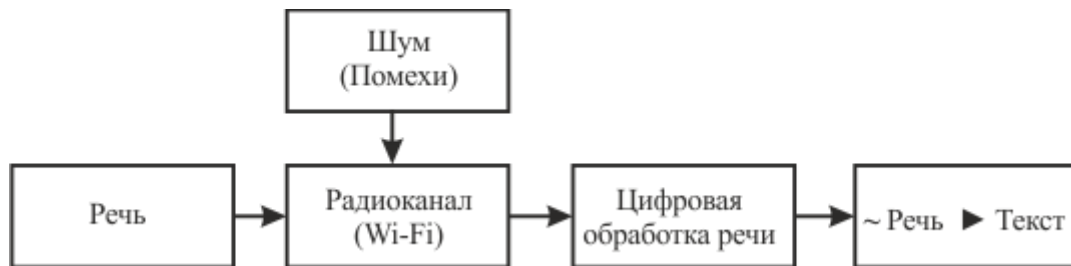 Шум
(Помехи)
Речь
Радиоканал
(Wi-Fi)
Цифровая
обработка речи
~ Речь ► Текст